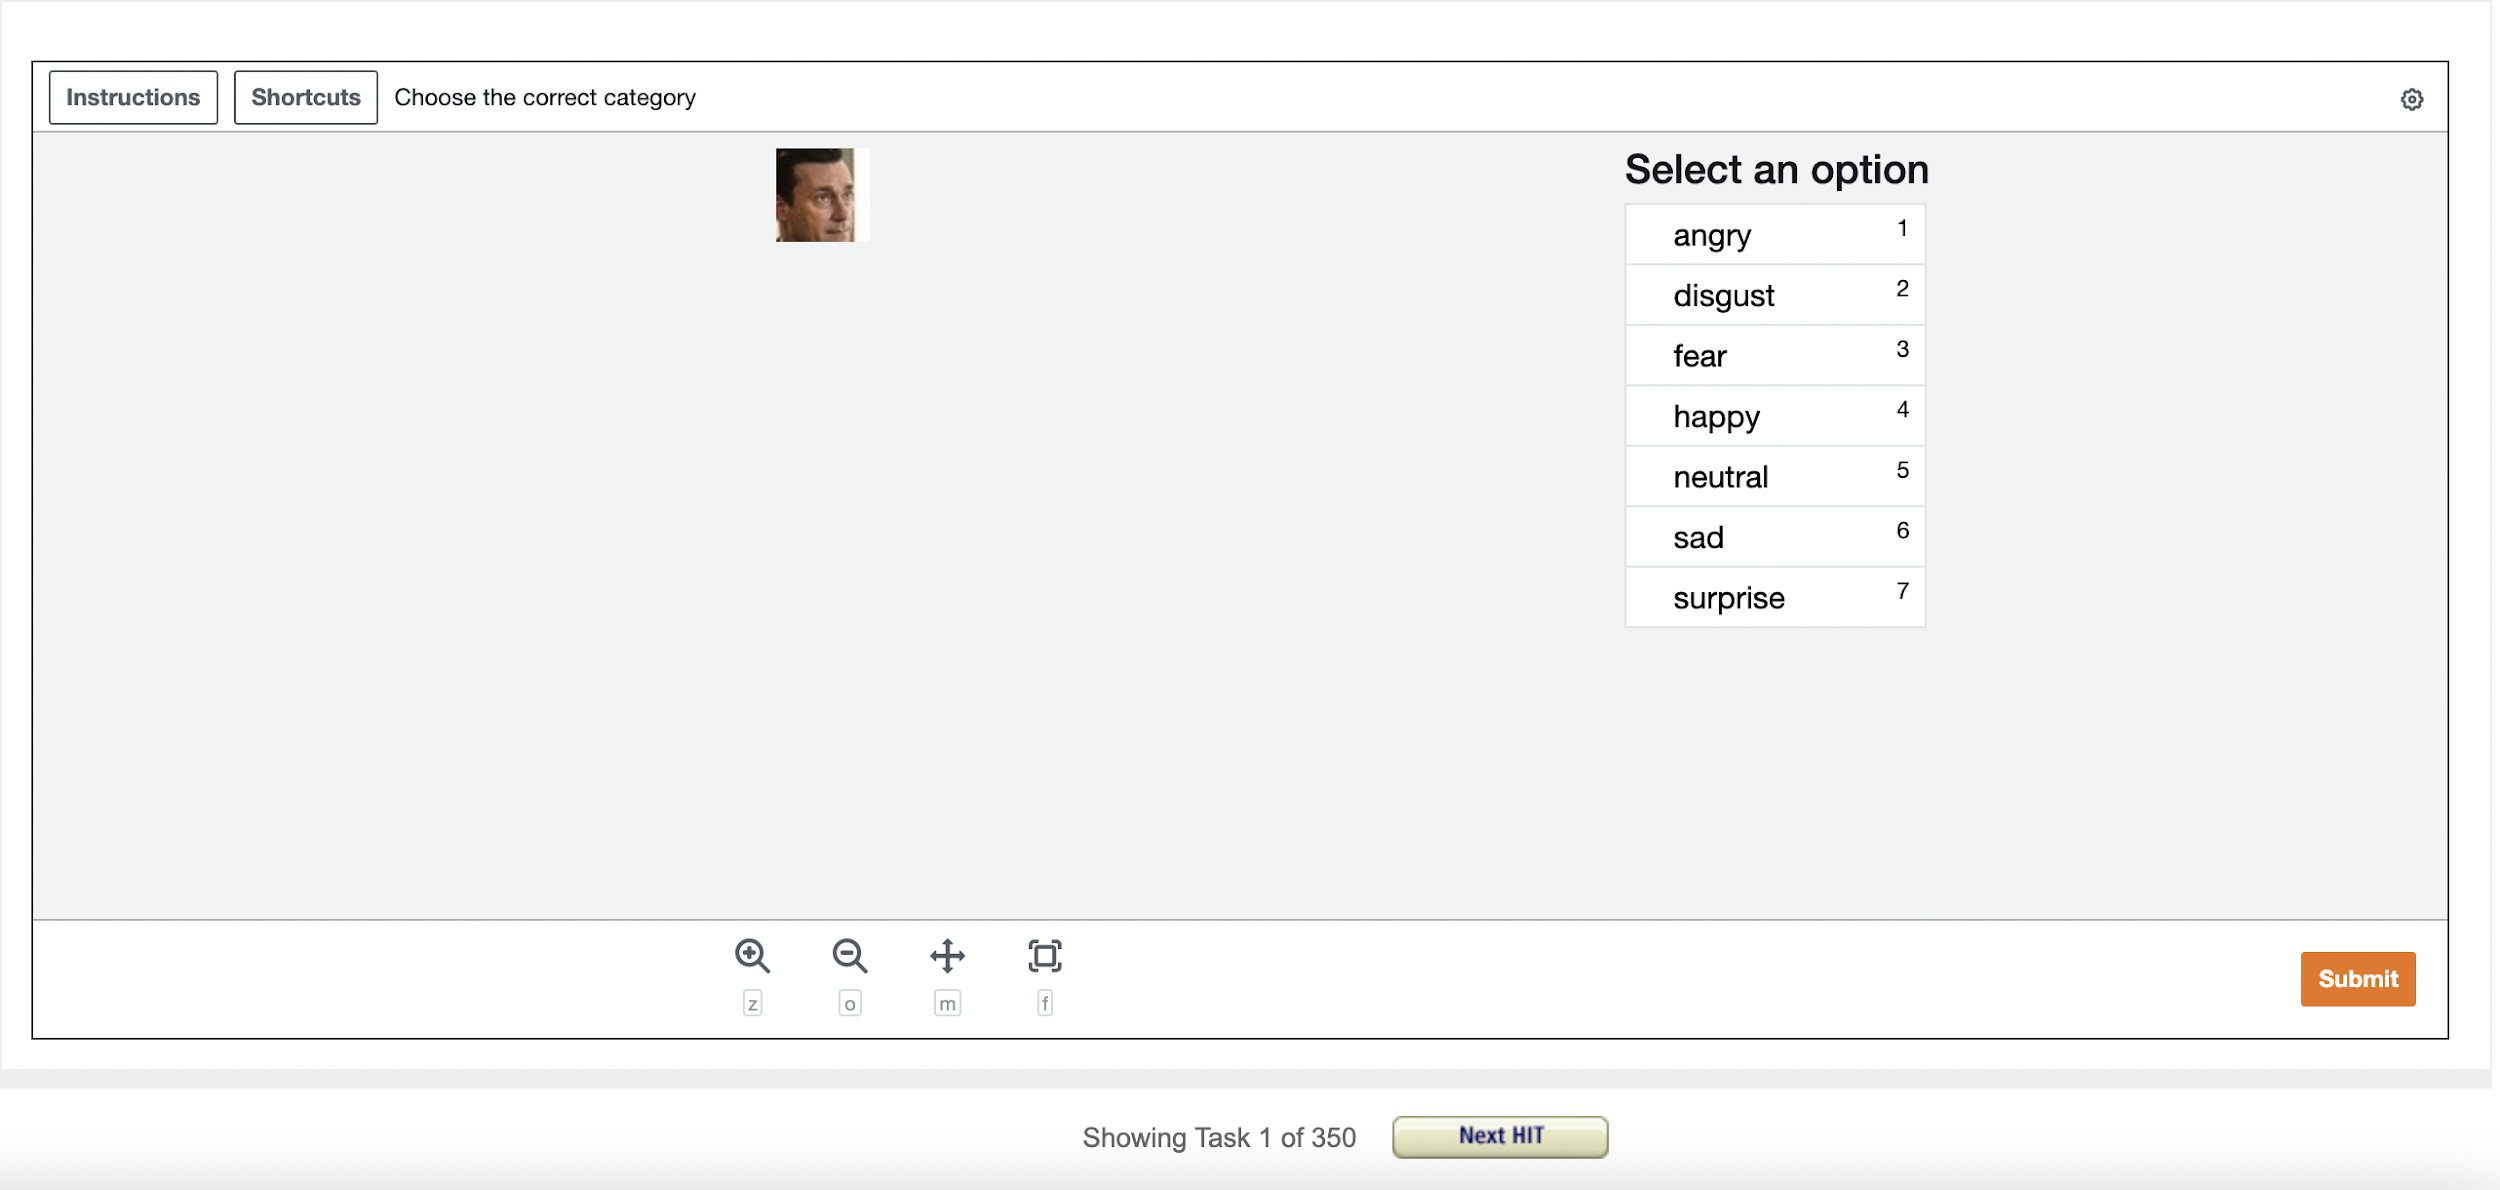 Instructions Shortcuts Choose the correct category
Select an option
angry 1
disgust 2
fear 3
happy 4
neutral 5
sad 6
surprise 7
z o m f
Submit
Showing Task 1 of 350 Next HIT